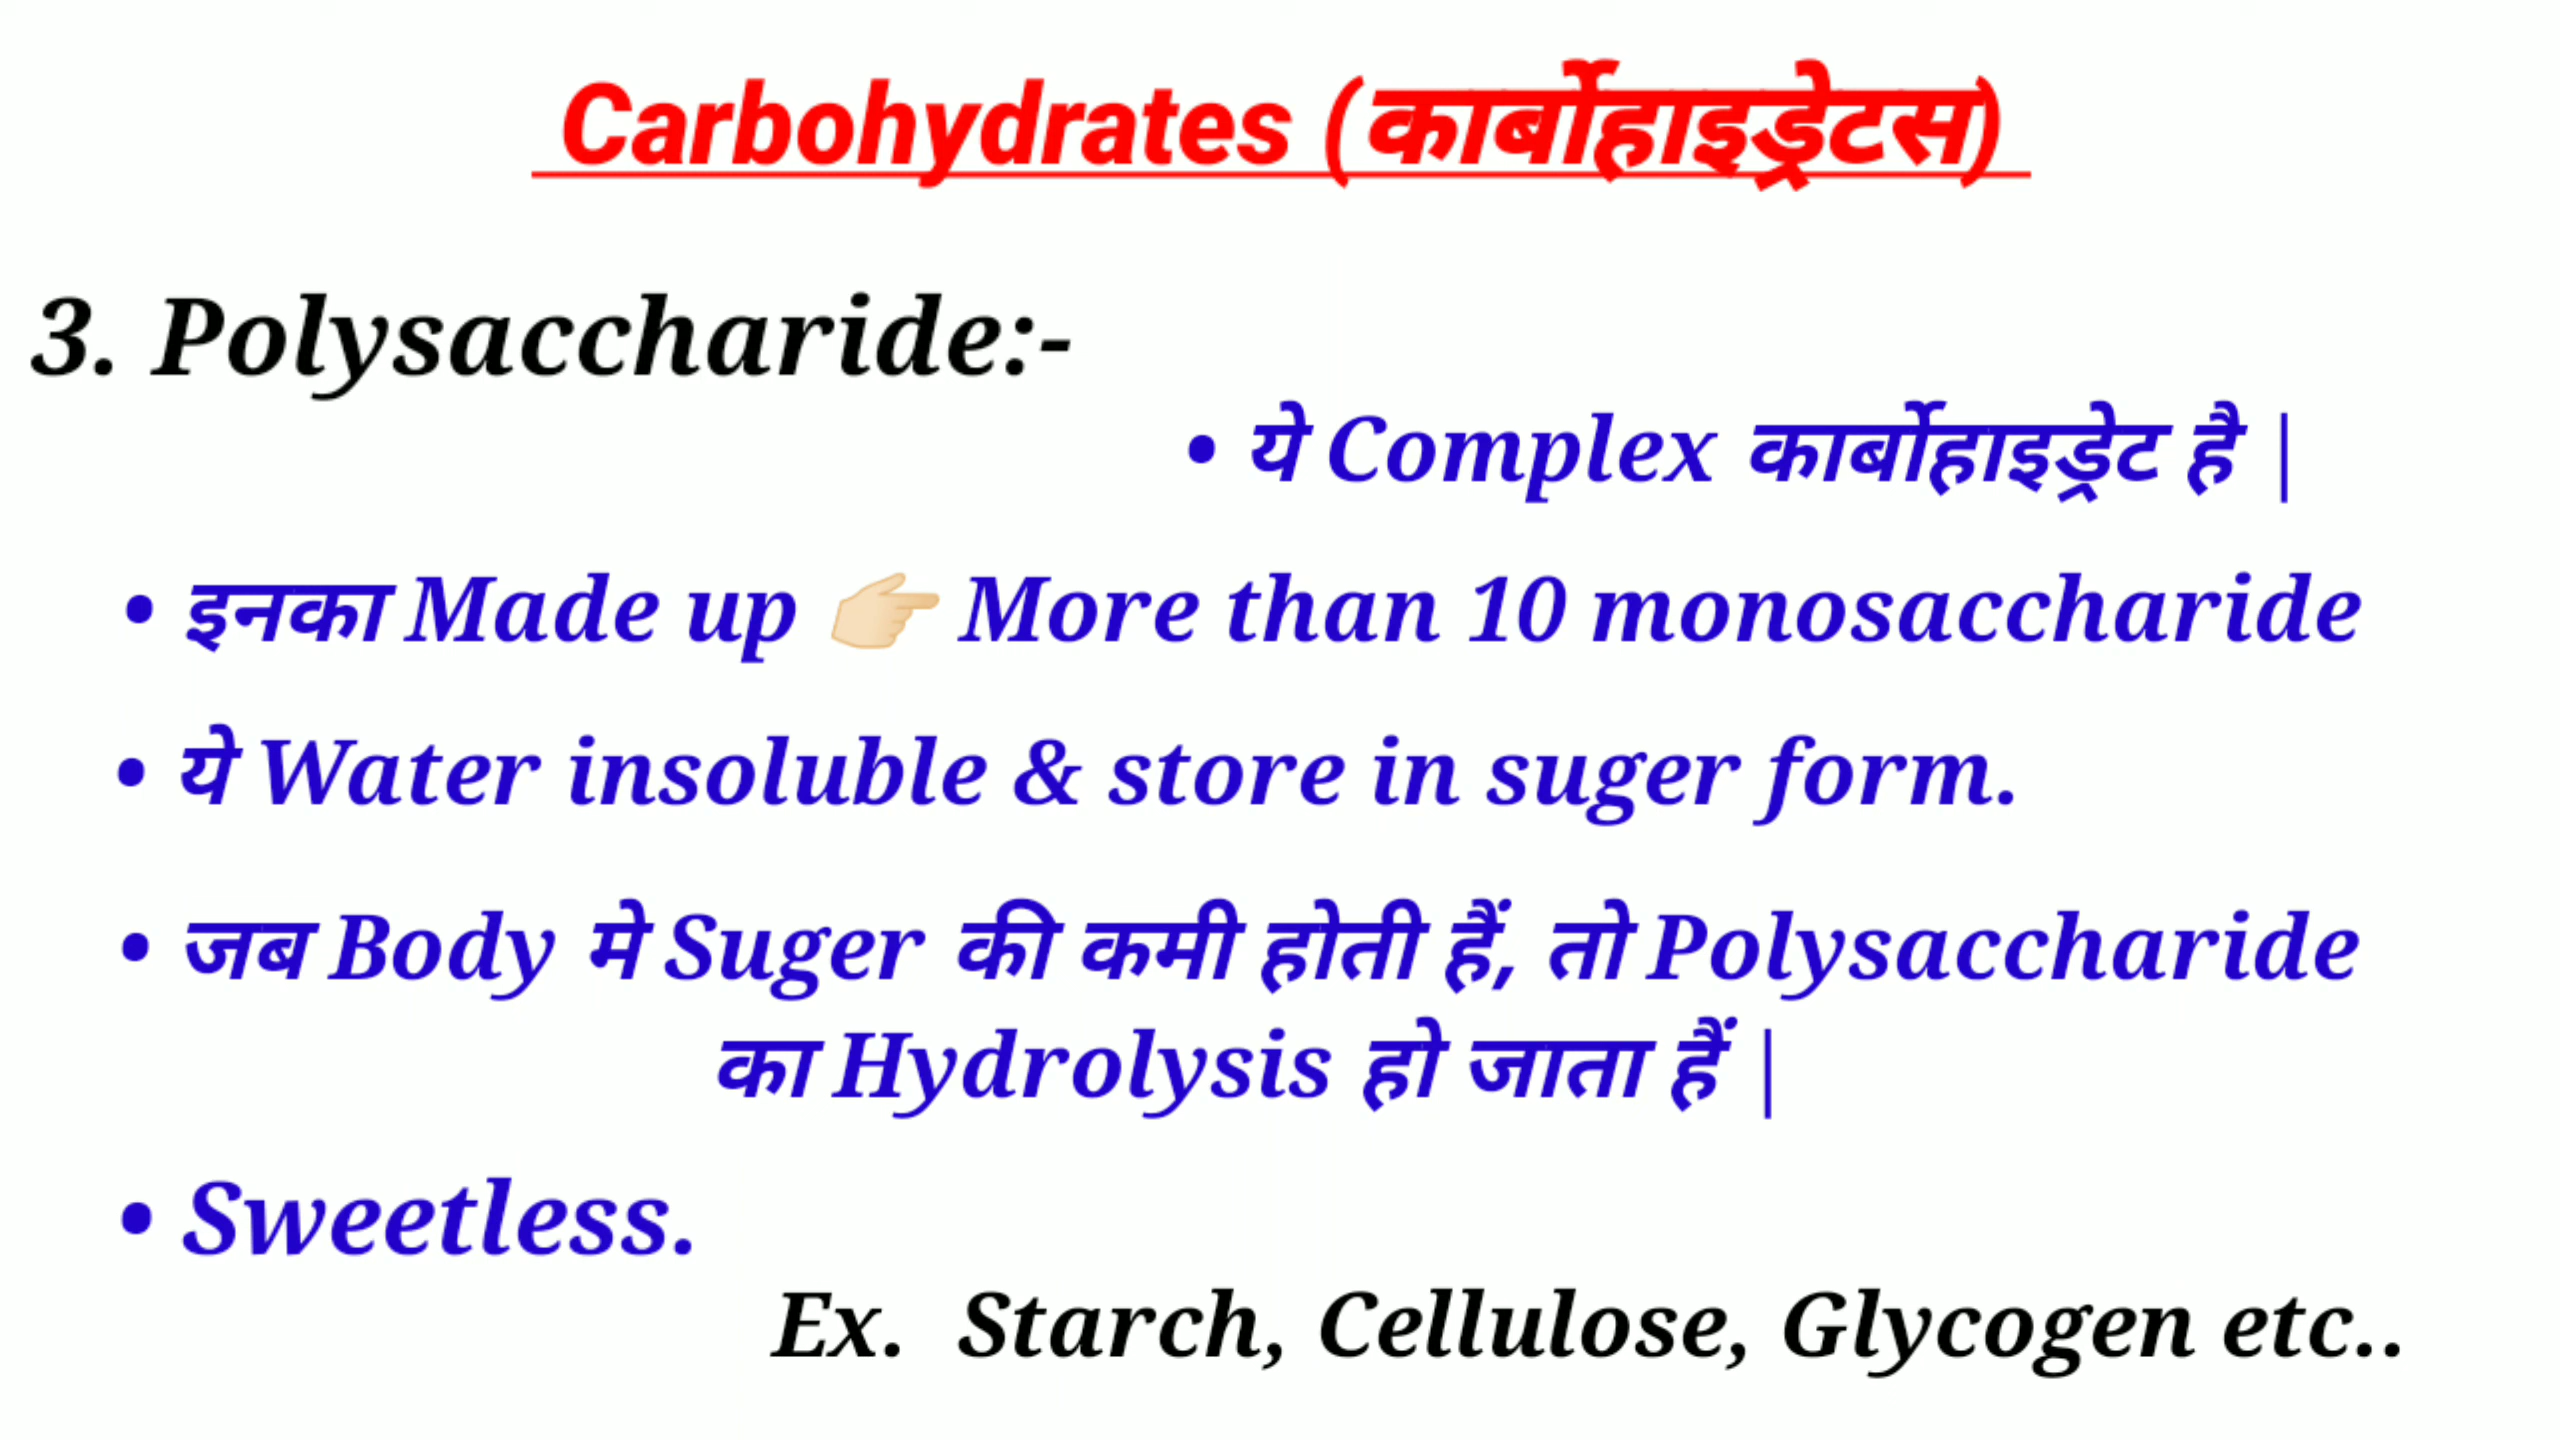 Carbohydrates (कार्बोहाइड्रेटस)
3. Polysaccharide:-
• ये Complex कार्बोहाइड्रेट है |
• इनका Made up 👉🏻 More than 10 monosaccharide
• ये Water insoluble & store in suger form.
• जब Body मे Suger की कमी होती हैं, तो Polysaccharide
का Hydrolysis हो जाता हैं |
• Sweetless.
Ex. Starch, Cellulose, Glycogen etc..